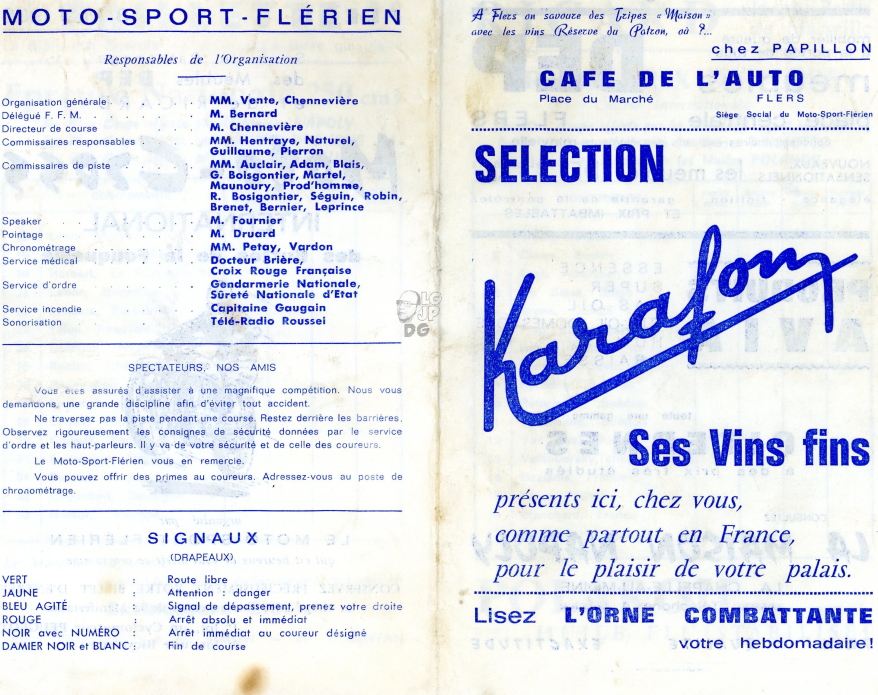 MOTO-SPORT-FLÉRIEN
Responsables de l'Organisation
Organisation générale . . . . MM. Vente, Chennevière
Délégué F. F. M. . . . . . M. Bernard
Directeur de course . . . . M. Chennevière
Commissaires responsables . . . MM. Hentraye, Naturel,
Guillaume, Pierron
Commissaires de piste . . . . MM. Auclair, Adam, Blais,
G. Boisgontier, Martel,
Maunoury, Prod'homme,
R. Bosigontier, Séguin, Robin,
Brenet, Bernier, Leprince
Speaker . . . . . . M. Fournier
Pointage . . . . . . M. Druard
Chronométrage . . . . . MM. Petay, Vardon
Service médical . . . . . Docteur Brière,
Croix Rouge Française
Service d'ordre . . . . . Gendarmerie Nationale,
Sûreté Nationale d'Etat
Service incendie . . . . . Capitaine Gaugain
Sonorisation . . . . . . Télé-Radio Roussel
SPECTATEURS, NOS AMIS
Vous êtes assurés d'assister à une magnifique compétition. Nous vous
demandons, une grande discipline afin d'éviter tout accident.
Ne traversez pas la piste pendant une course. Restez derrière les barrières.
Observez rigoureusement les consignes de sécurité données par le service
d'ordre et les haut-parleurs. Il y va de votre sécurité et de celle des coureurs.
Le Moto-Sport-Flérien vous en remercie.
Vous pouvez offrir des primes au coureurs. Adressez-vous au poste de
chronométrage.
SIGNAUX
(DRAPEAUX)
VERT : Route libre
JAUNE : Attention : danger
BLEU AGITÉ : Signal de dépassement, prenez votre droite
ROUGE : Arrêt absolu et immédiat
NOIR avec NUMÉRO : Arrêt immédiat au coureur désigné
DAMIER NOIR et BLANC : Fin de course
LG
JP
DG
A Flers on savoure des Tripes « Maison »
avec les vins Réserve du Patron, où ?...
chez PAPILLON
CAFE DE L'AUTO
Place du Marché FLERS
Siège Social du Moto-Sport-Flérien
SELECTION
Karafon
Ses Vins fins
présents ici, chez vous,
comme partout en France,
pour le plaisir de votre palais.
Lisez L'ORNE COMBATTANTE
votre hebdomadaire !